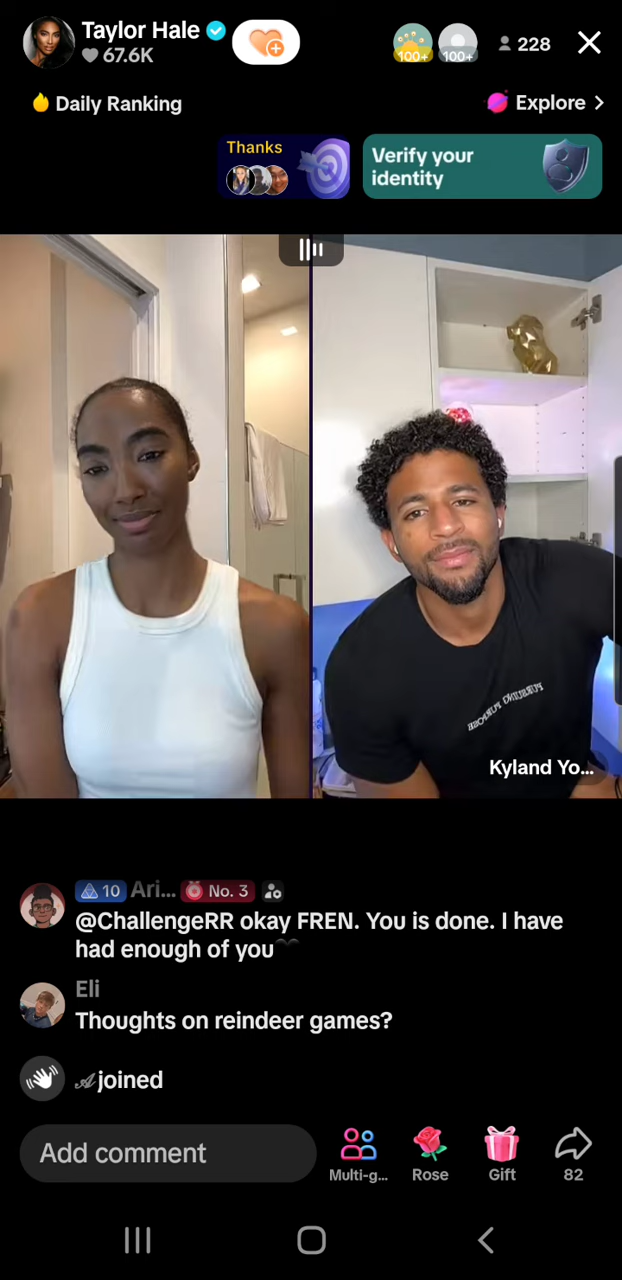 Taylor Hale
67.6K
100+
100+
228
Daily Ranking
Explore >
Thanks
Verify your
identity
Kyland Yo...
10 Ari... No. 3
@ChallengeRR okay FREN. You is done. I have
had enough of you
Eli
Thoughts on reindeer games?
𝒜 joined
Add comment
Multi-g...
Rose
Gift
82